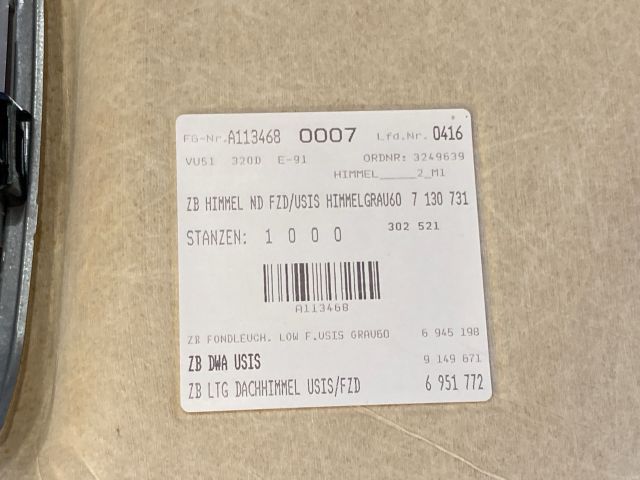 FG-Nr. A113468 0007 Lfd.Nr. 0416
VU51 320D E-91 ORDNR: 3249639
HIMMEL_____2_M1
ZB HIMMEL ND FZD/USIS HIMMELGRAU60 7 130 731
STANZEN: 1 0 0 0 302 521
A113468
ZB FONDLEUCH. LOW F.USIS GRAU60 6 945 198
ZB DWA USIS 9 149 671
ZB LTG DACHHIMMEL USIS/FZD 6 951 772